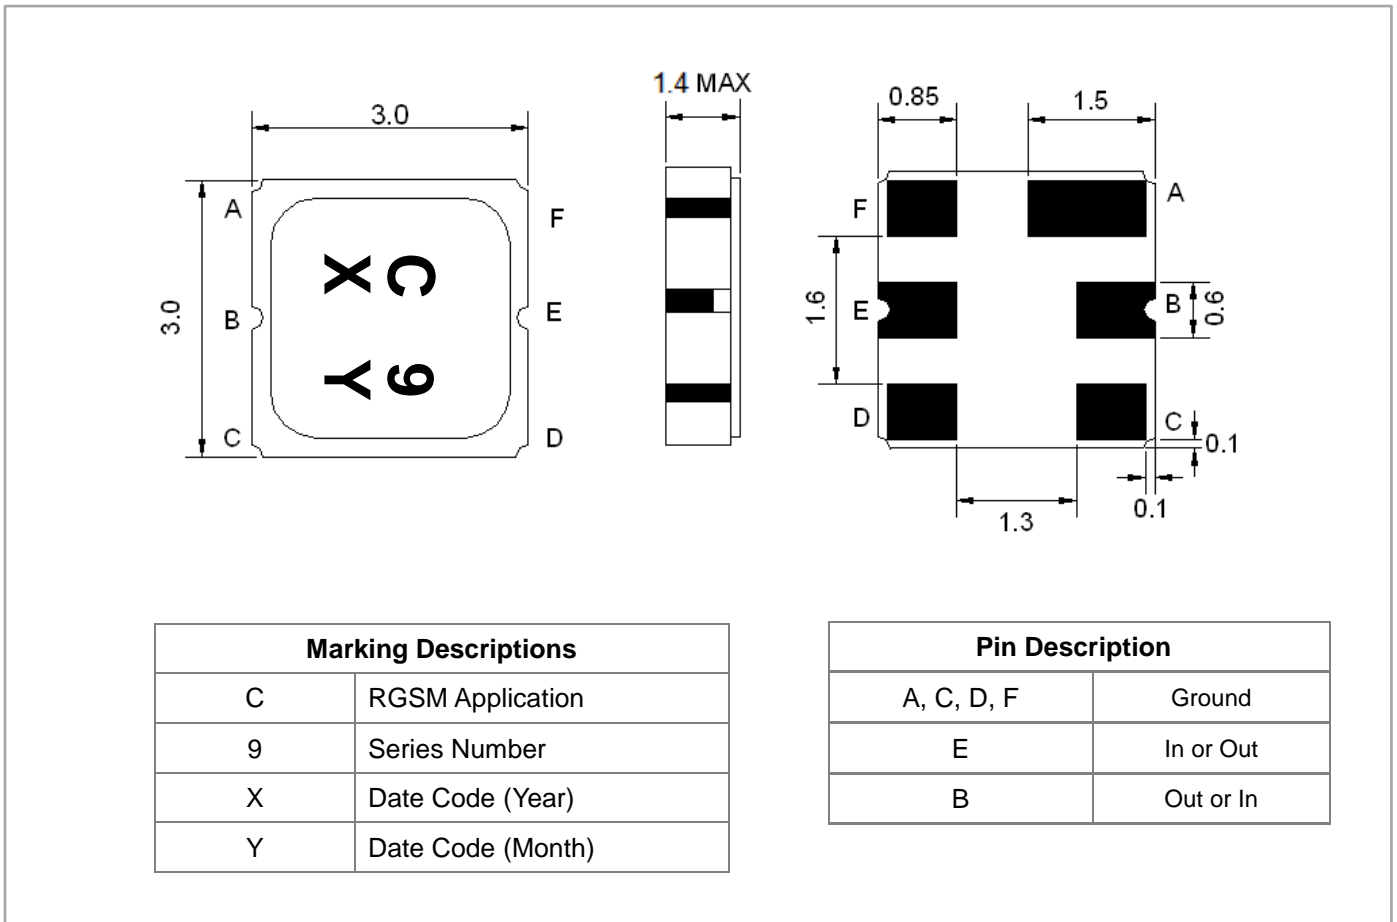 1.4 MAX
3.0
0.85
1.5
A
F
F
A
C
X
3.0
B
E
1.6
E
B
0.6
9
Y
C
D
D
C
0.1
0.1
1.3
Marking Descriptions
C RGSM Application
9 Series Number
X Date Code (Year)
Y Date Code (Month)
Pin Description
A, C, D, F Ground
E In or Out
B Out or In